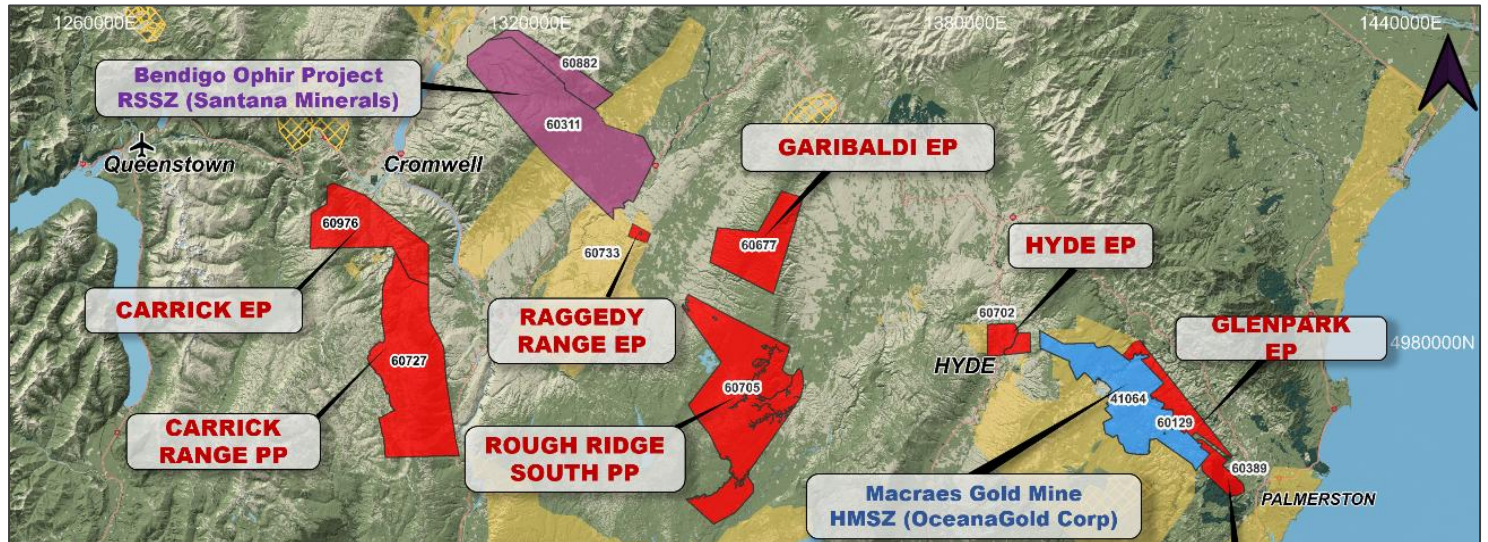 1260000E
1320000E
1380000E
1440000E
Bendigo Ophir Project
RSSZ (Santana Minerals)
60882
60311
Queenstown
Cromwell
GARIBALDI EP
60976
60733
60677
HYDE EP
CARRICK EP
RAGGEDY
RANGE EP
60702
GLENPARK
EP
4980000N
HYDE
60727
60705
41064
60129
CARRICK
RANGE PP
ROUGH RIDGE
SOUTH PP
60389
Macraes Gold Mine
HMSZ (OceanaGold Corp)
PALMERSTON